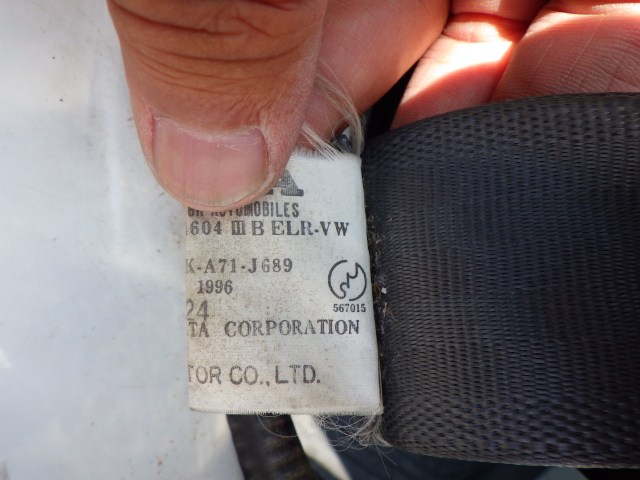 AUTOMOBILES
1604 III B ELR-VW
K-A71-J689
1996
567015
24
TA CORPORATION
TOR CO., LTD.